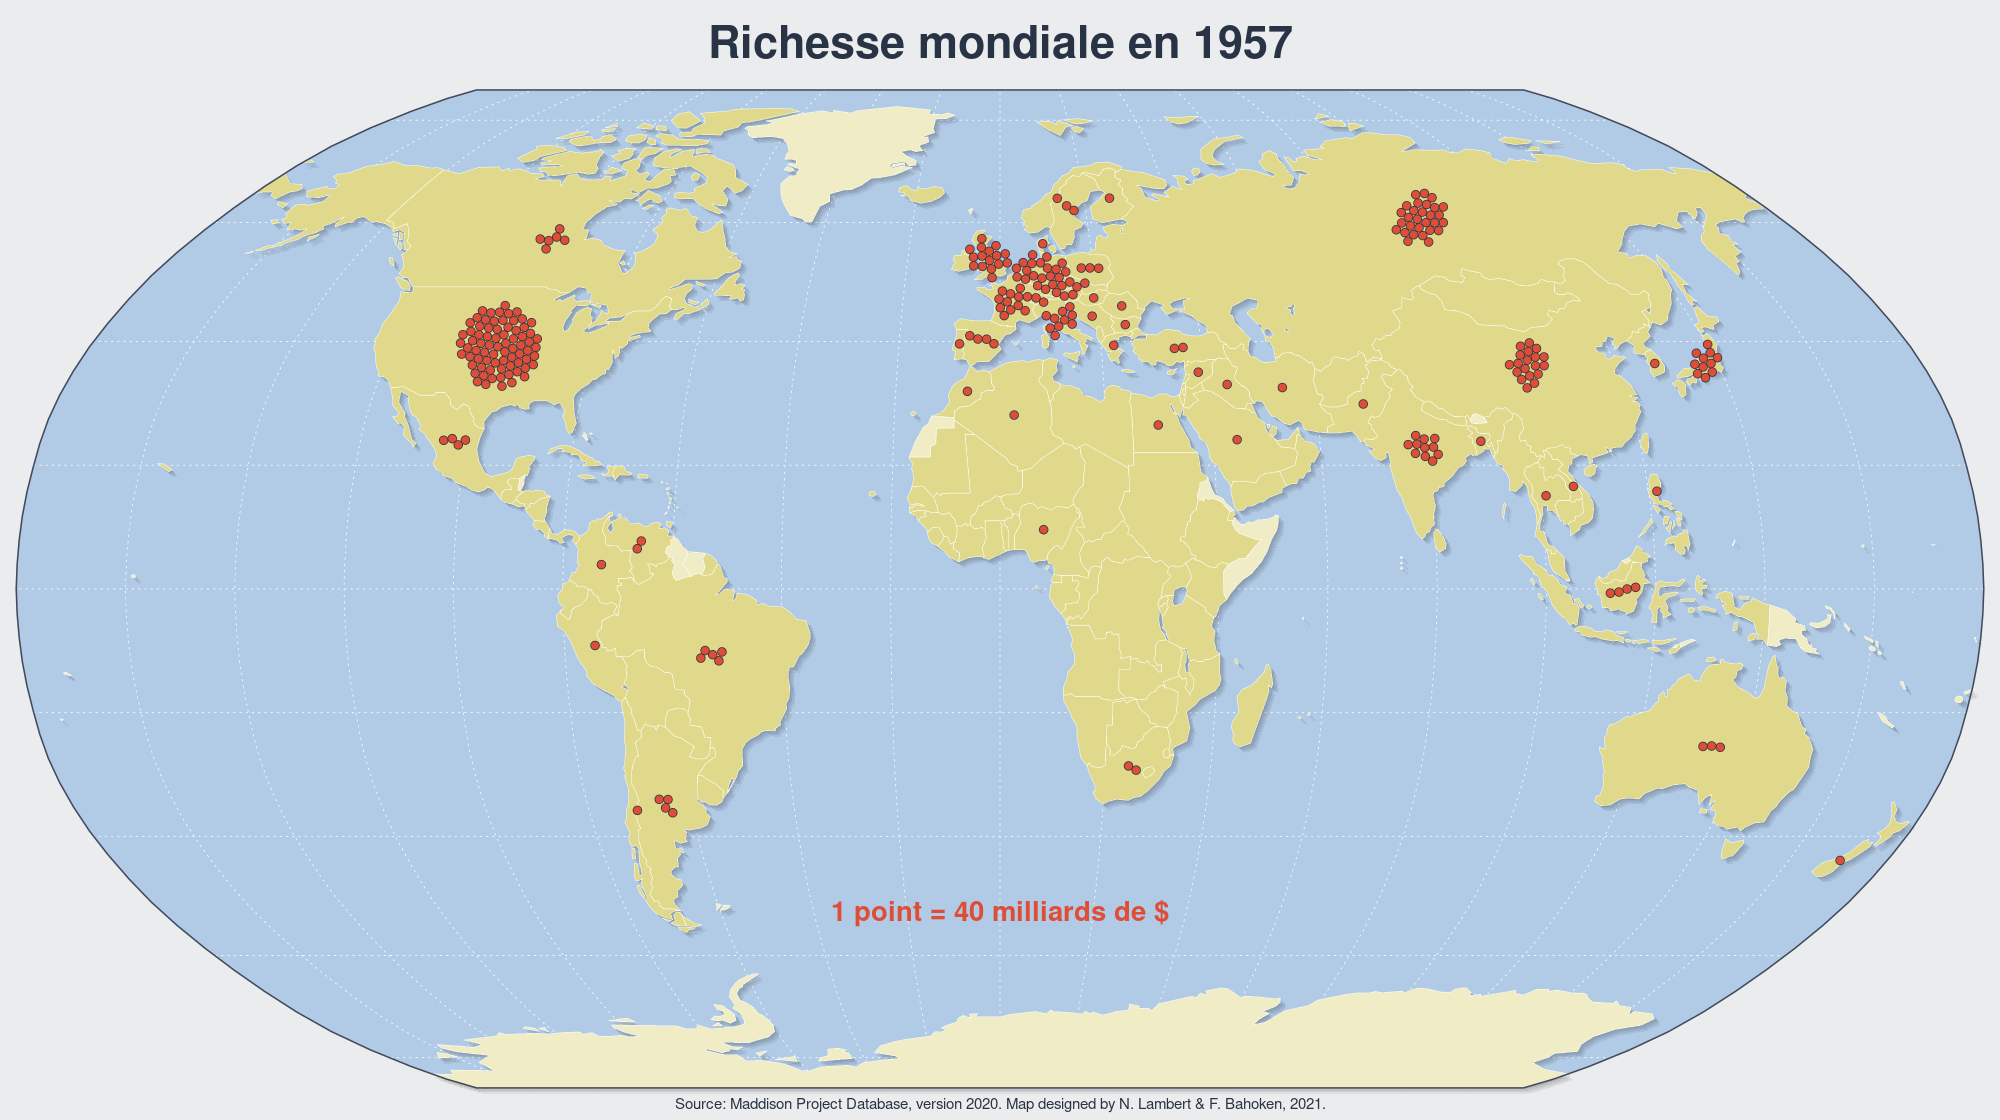 Richesse mondiale en 1957
1 point = 40 milliards de $
Source: Maddison Project Database, version 2020. Map designed by N. Lambert & F. Bahoken, 2021.